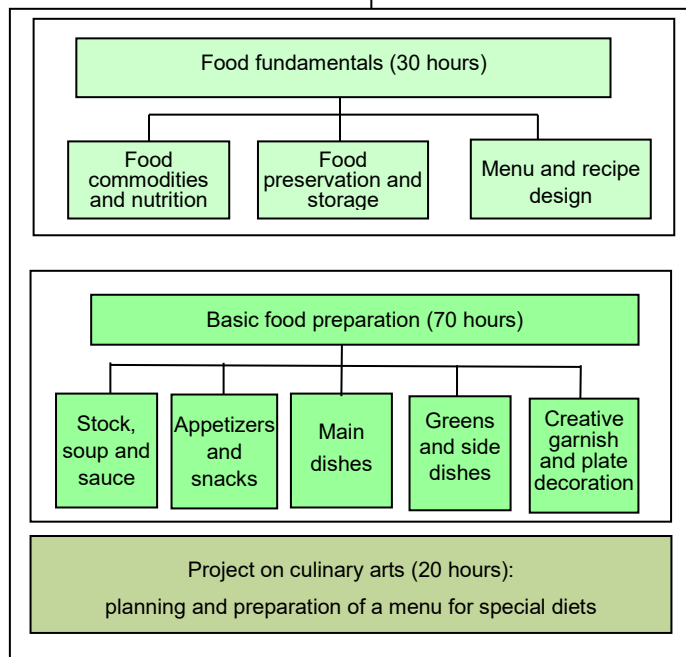 Food fundamentals (30 hours)
Food
commodities
and nutrition
Food
preservation and
storage
Menu and recipe
design
Basic food preparation (70 hours)
Stock,
soup and
sauce
Appetizers
and
snacks
Main
dishes
Greens
and side
dishes
Creative
garnish
and plate
decoration
Project on culinary arts (20 hours):
planning and preparation of a menu for special diets